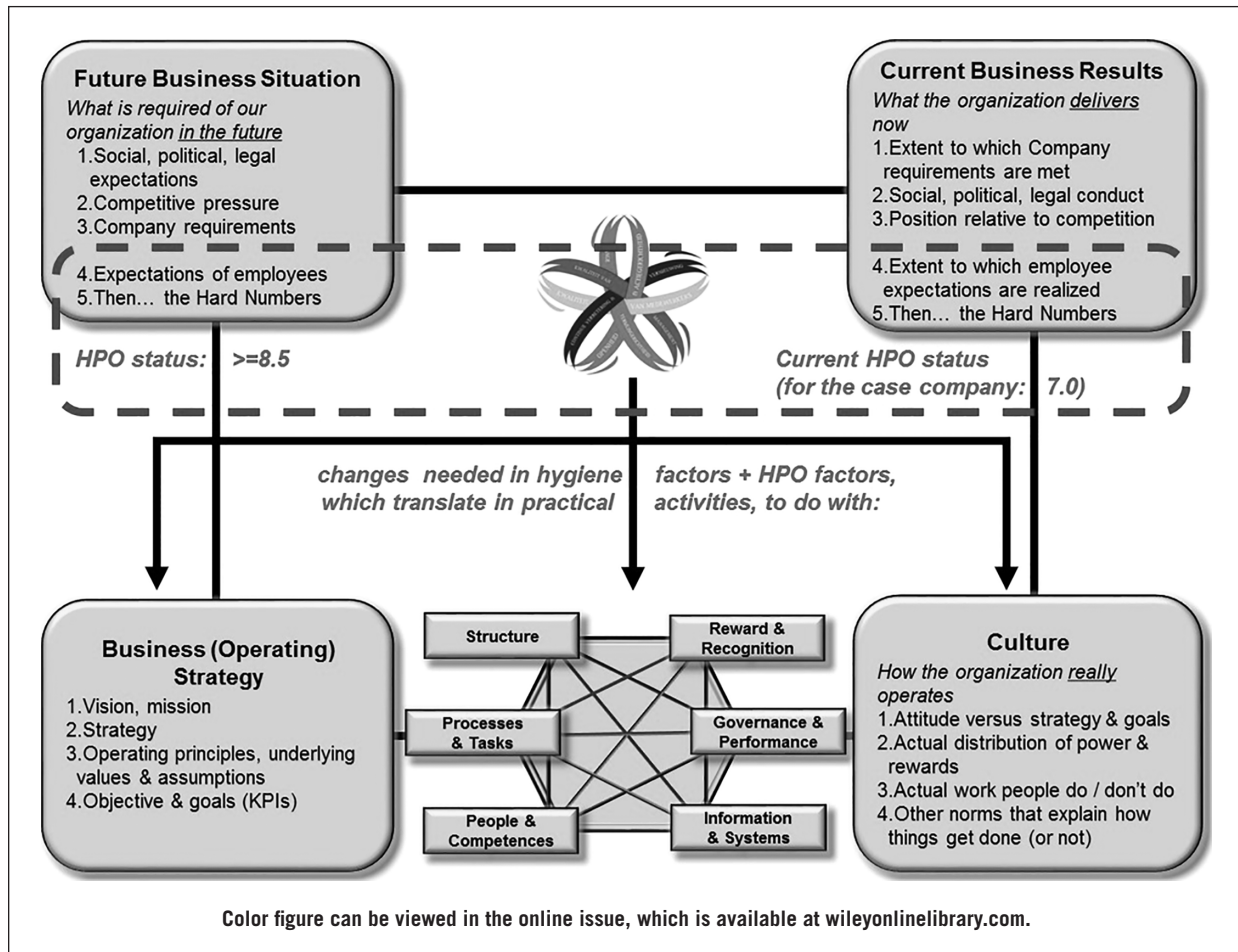 Future Business Situation
What is required of our
organization in the future
1.Social, political, legal
expectations
2.Competitive pressure
3.Company requirements
4.Expectations of employees
5.Then... the Hard Numbers
Current Business Results
What the organization delivers
now
1.Extent to which Company
requirements are met
2.Social, political, legal conduct
3.Position relative to competition
4.Extent to which employee
expectations are realized
5.Then... the Hard Numbers
HPO status: >=8.5
Current HPO status
(for the case company: 7.0)
changes needed in hygiene factors + HPO factors,
which translate in practical activities, to do with:
Business (Operating)
Strategy
1.Vision, mission
2.Strategy
3.Operating principles, underlying
values & assumptions
4.Objective & goals (KPIs)
Structure
Reward &
Recognition
Processes
& Tasks
Governance &
Performance
People &
Competences
Information
& Systems
Culture
How the organization really
operates
1.Attitude versus strategy & goals
2.Actual distribution of power &
rewards
3.Actual work people do / don't do
4.Other norms that explain how
things get done (or not)
Color figure can be viewed in the online issue, which is available at wileyonlinelibrary.com.